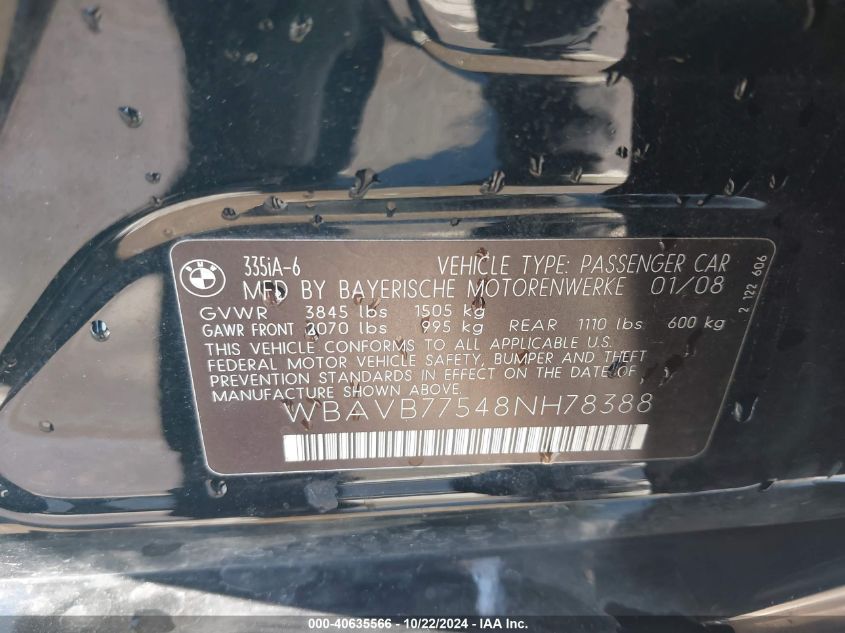 BMW
335iA-6 VEHICLE TYPE: PASSENGER CAR
MFD BY BAYERISCHE MOTORENWERKE 01/08
GVWR 3845 lbs 1505 kg
GAWR FRONT 2070 lbs 995 kg REAR 1110 lbs 600 kg
THIS VEHICLE CONFORMS TO ALL APPLICABLE U.S.
FEDERAL MOTOR VEHICLE SAFETY, BUMPER AND THEFT
PREVENTION STANDARDS IN EFFECT ON THE DATE OF
MANUFACTURE SHOWN ABOVE.
WBAVB77548NH78388
2 122 606
000-40635566 - 10/22/2024 - IAA Inc.